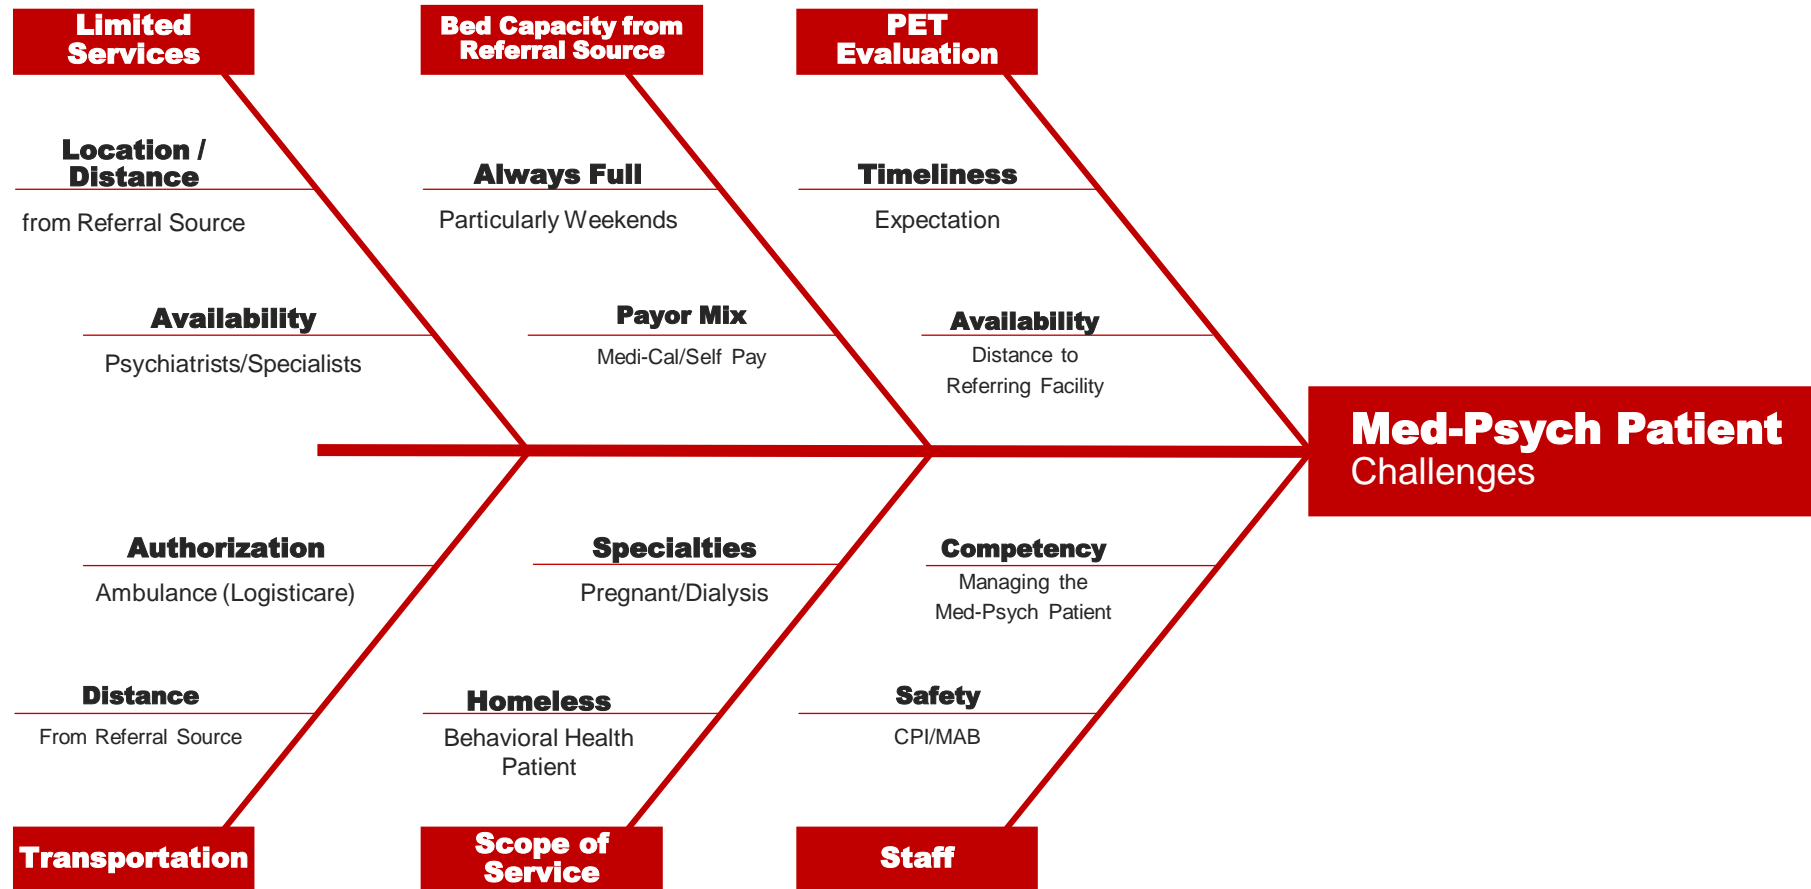 Limited
Services
Bed Capacity from
Referral Source
PET
Evaluation
Location /
Distance
from Referral Source
Always Full
Particularly Weekends
Timeliness
Expectation
Availability
Psychiatrists/Specialists
Payor Mix
Medi-Cal/Self Pay
Availability
Distance to
Referring Facility
Med-Psych Patient
Challenges
Authorization
Ambulance (Logisticare)
Specialties
Pregnant/Dialysis
Competency
Managing the
Med-Psych Patient
Distance
From Referral Source
Homeless
Behavioral Health
Patient
Safety
CPI/MAB
Transportation
Scope of
Service
Staff